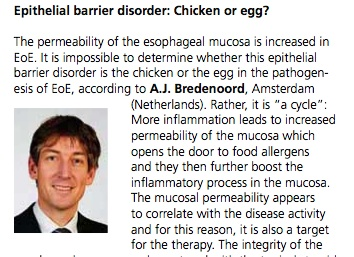 Epithelial barrier disorder: Chicken or egg?
The permeability of the esophageal mucosa is increased in
EoE. It is impossible to determine whether this epithelial
barrier disorder is the chicken or the egg in the pathogen-
esis of EoE, according to A.J. Bredenoord, Amsterdam
(Netherlands). Rather, it is "a cycle":
More inflammation leads to increased
permeability of the mucosa which
opens the door to food allergens
and they then further boost the
inflammatory process in the mucosa.
The mucosal permeability appears
to correlate with the disease activity
and for this reason, it is also a target
for the therapy. The integrity of the